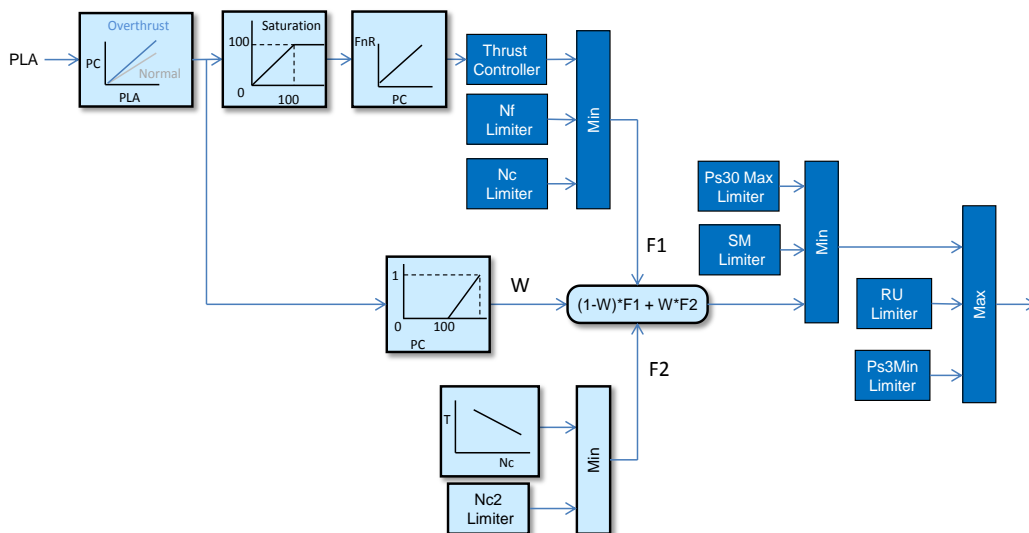 PLA
Overthrust
PC
Normal
PLA
Saturation
100
0
100
FnR
PC
Thrust
Controller
Nf
Limiter
Nc
Limiter
Min
F1
1
0
100
PC
W
(1-W)*F1 + W*F2
F2
T
Nc
Nc2
Limiter
Min
Ps30 Max
Limiter
SM
Limiter
Min
RU
Limiter
Ps3Min
Limiter
Max